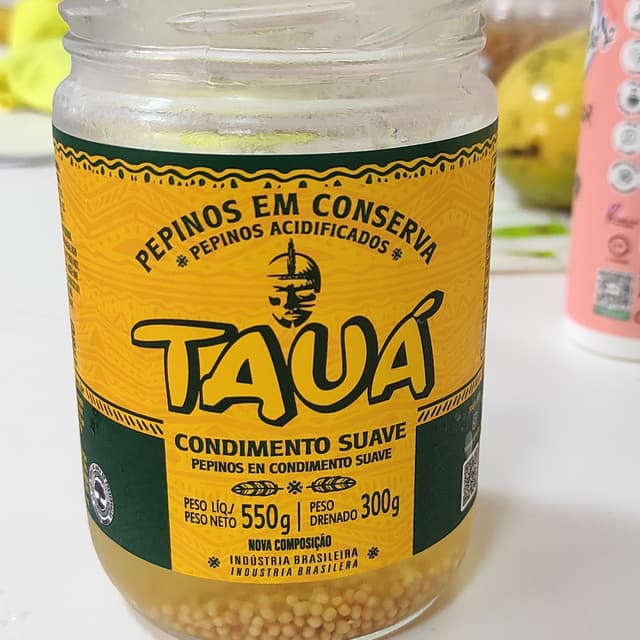 PEPINOS EM CONSERVA
PEPINOS ACIDIFICADOS
TAUÁ
CONDIMENTO SUAVE
PEPINOS EN CONDIMENTO SUAVE
PESO LÍQ./ PESO NETO 550g | PESO DRENADO 300g
NOVA COMPOSIÇÃO
INDÚSTRIA BRASILEIRA
INDUSTRIA BRASILERA